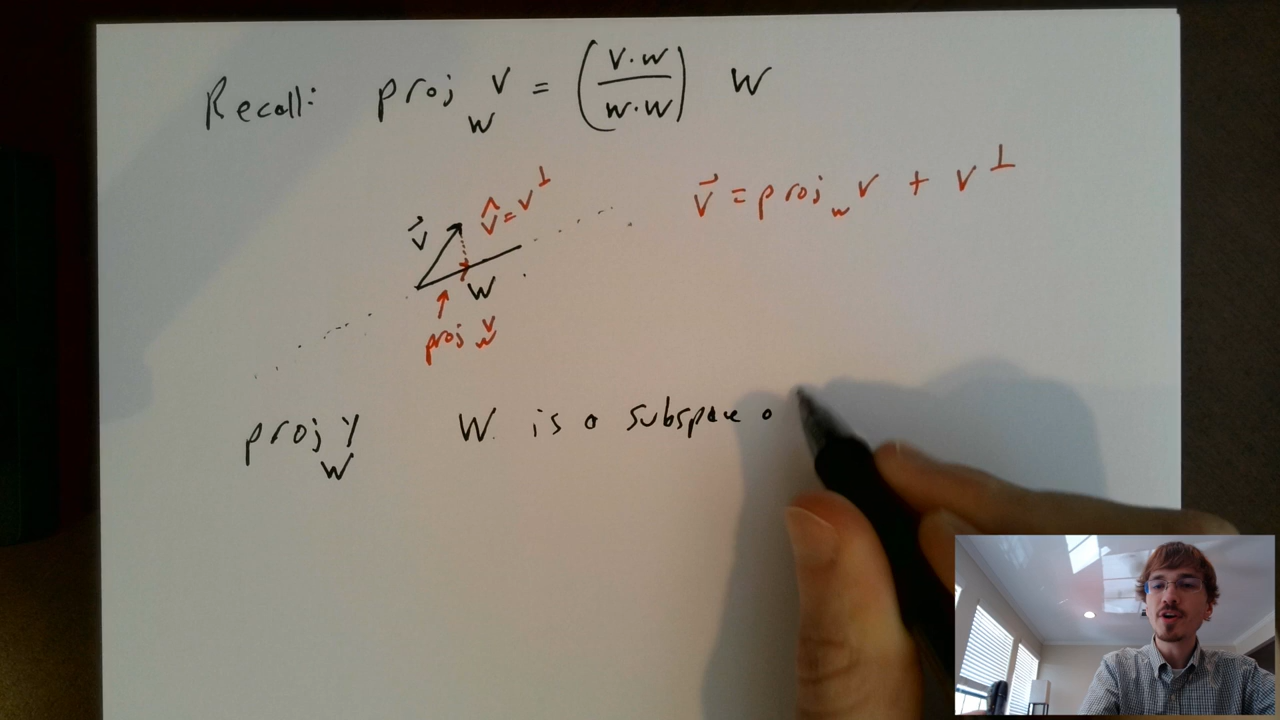 Recall: proj_w v = (v·w / w·w) w
v⃗ = proj_w v + v^⊥
v⃗ v̂ = v^⊥
w
proj_w v
proj_W y W is a subspace o